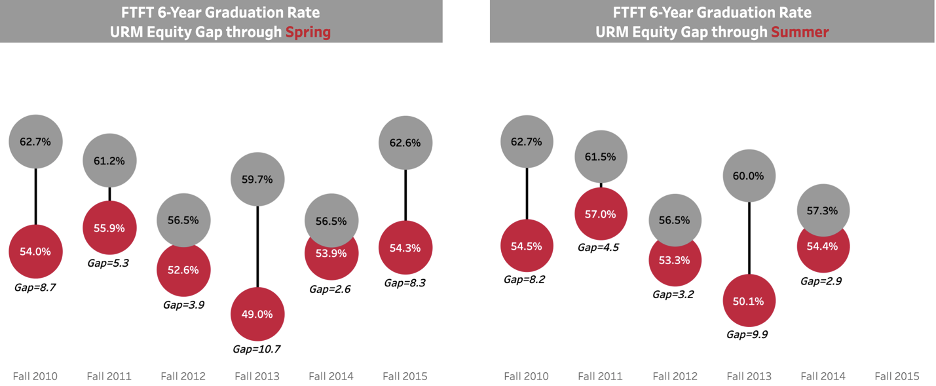 FTFT 6-Year Graduation Rate
URM Equity Gap through Spring
62.7%
54.0%
Gap=8.7
61.2%
55.9%
Gap=5.3
56.5%
52.6%
Gap=3.9
59.7%
49.0%
Gap=10.7
56.5%
53.9%
Gap=2.6
62.6%
54.3%
Gap=8.3
Fall 2010
Fall 2011
Fall 2012
Fall 2013
Fall 2014
Fall 2015
FTFT 6-Year Graduation Rate
URM Equity Gap through Summer
62.7%
54.5%
Gap=8.2
61.5%
57.0%
Gap=4.5
56.5%
53.3%
Gap=3.2
60.0%
50.1%
Gap=9.9
57.3%
54.4%
Gap=2.9
Fall 2010
Fall 2011
Fall 2012
Fall 2013
Fall 2014
Fall 2015